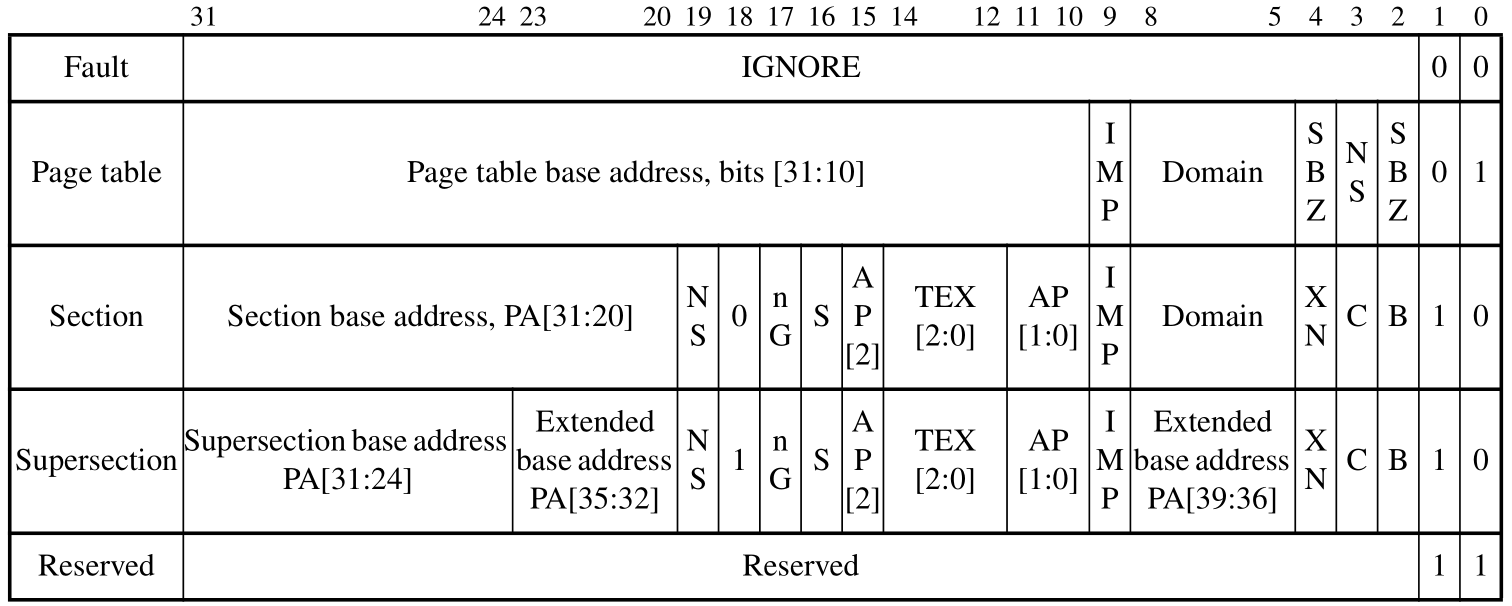 31 24 23 20 19 18 17 16 15 14 12 11 10 9 8 5 4 3 2 1 0
Fault IGNORE 0 0
Page table Page table base address, bits [31:10] IMP Domain SBZ NS SBZ 0 1
Section Section base address, PA[31:20] NS 0 nG S AP[2] TEX [2:0] AP [1:0] IMP Domain XN C B 1 0
Supersection Supersection base address PA[31:24] Extended base address PA[35:32] NS 1 nG S AP[2] TEX [2:0] AP [1:0] IMP Extended base address PA[39:36] XN C B 1 0
Reserved Reserved 1 1